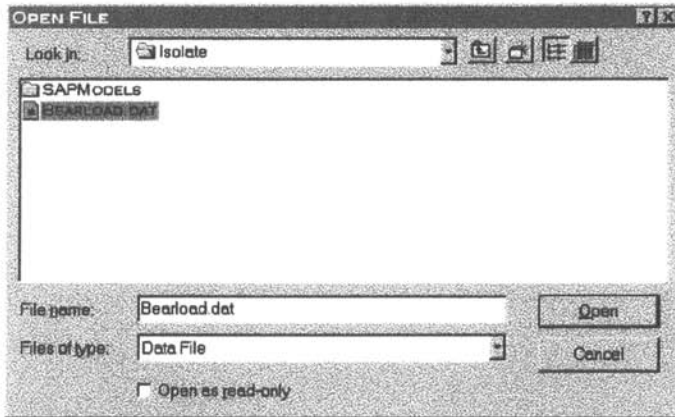 OPEN FILE
Look in: Isolate
SAPMODELS
BEARLOAD.DAT
File name: Bearload.dat Open
Files of type: Data File Cancel
Open as read-only